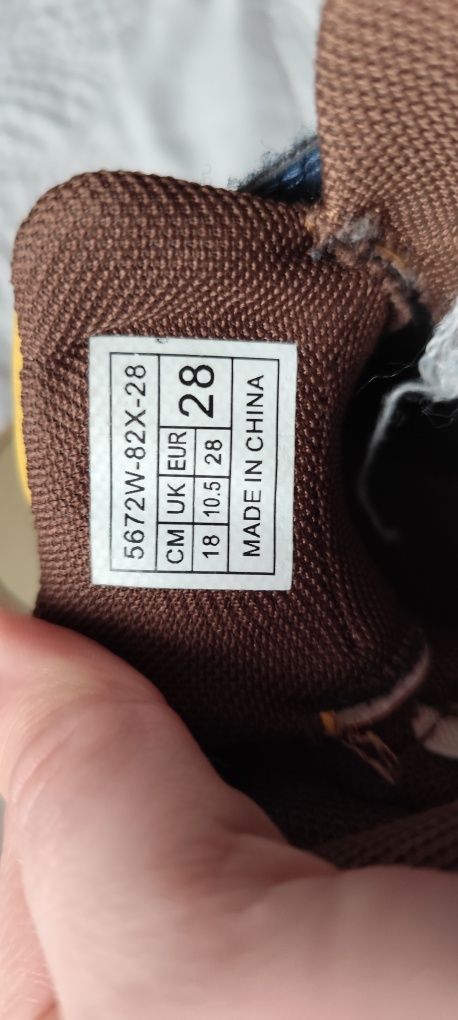 5672W-82X-28
CM UK EUR 28
18 10.5 28
MADE IN CHINA